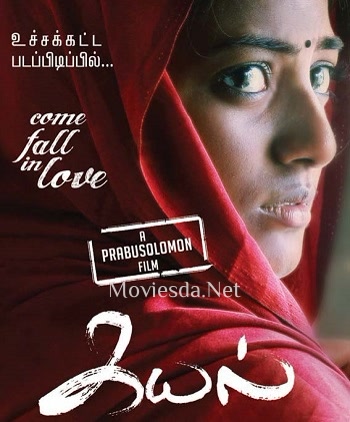 உச்சக்கட்ட
படப்பிடிப்பில்...
come
fall
in
love
A
PRABUSOLOMON
FILM
Moviesda.Net
கயல்